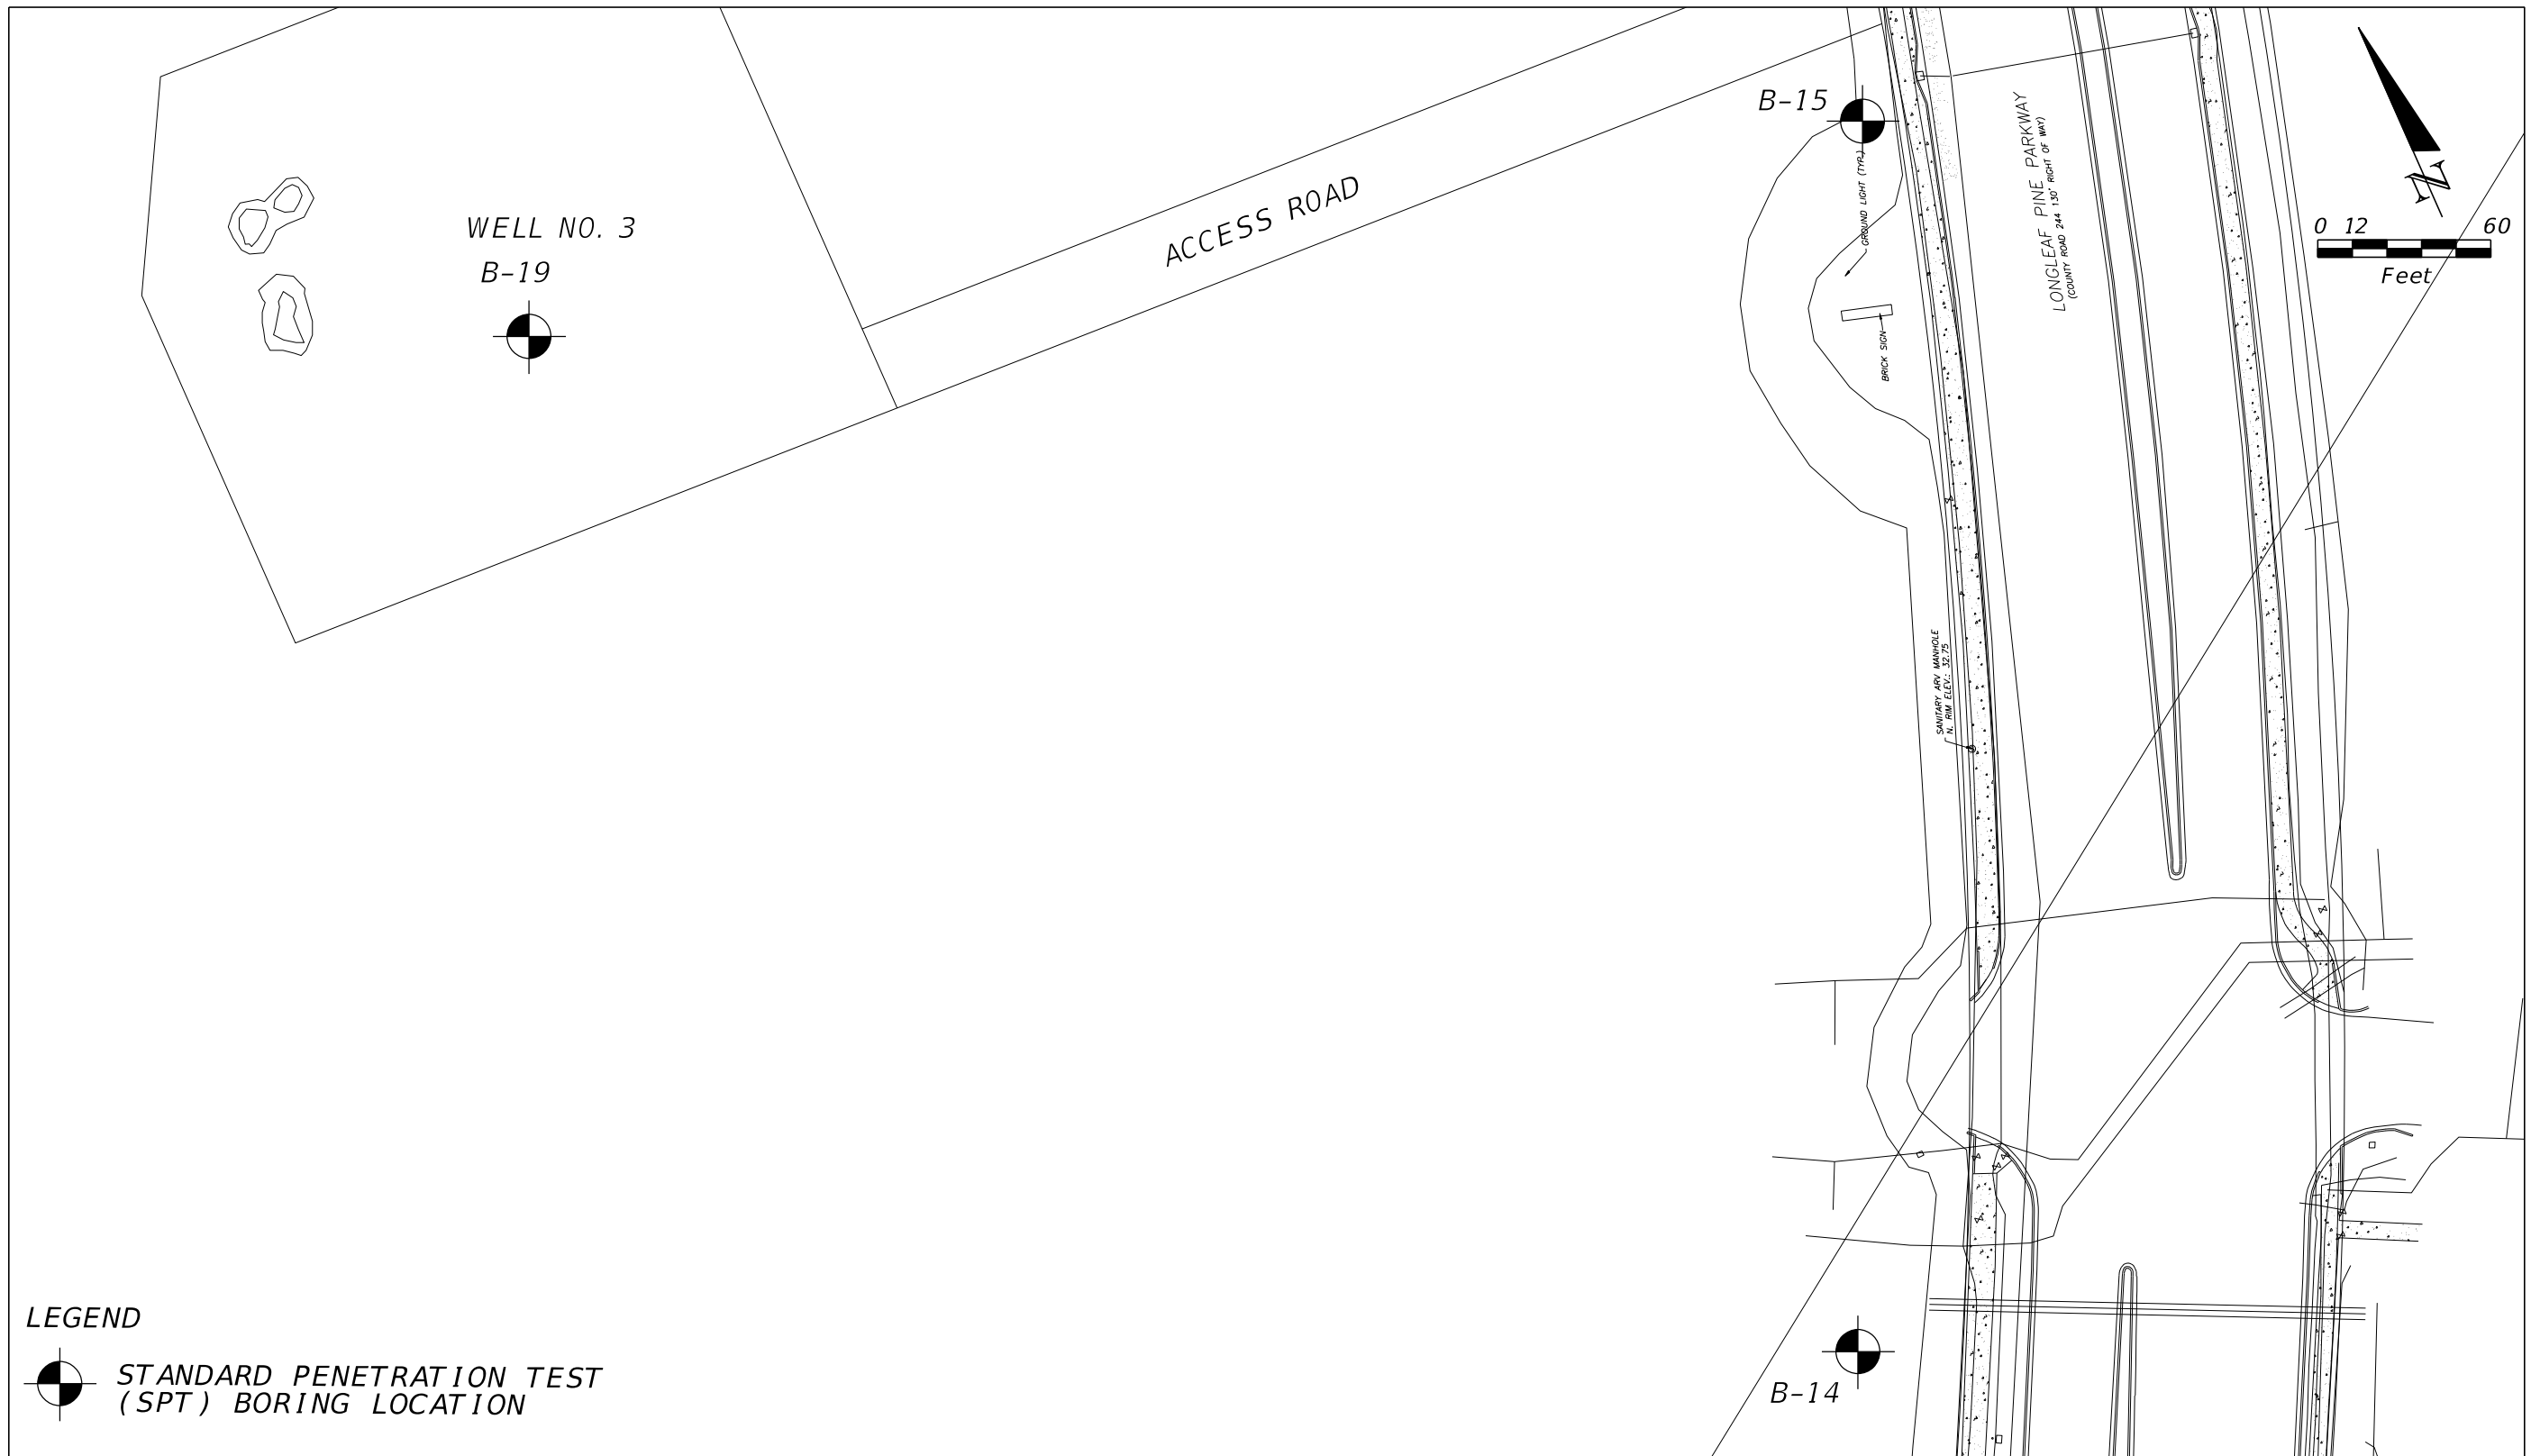 WELL NO. 3
B-19
ACCESS ROAD
B-15
GROUND LIGHT (TYP.)
BRICK SIGN
LONGLEAF PINE PARKWAY
(COUNTY ROAD 244 130' RIGHT OF WAY)
N
0 12 60
Feet
SANITARY ARV MANHOLE
N. RIM ELEV.: 32.75
B-14
LEGEND
STANDARD PENETRATION TEST
(SPT) BORING LOCATION